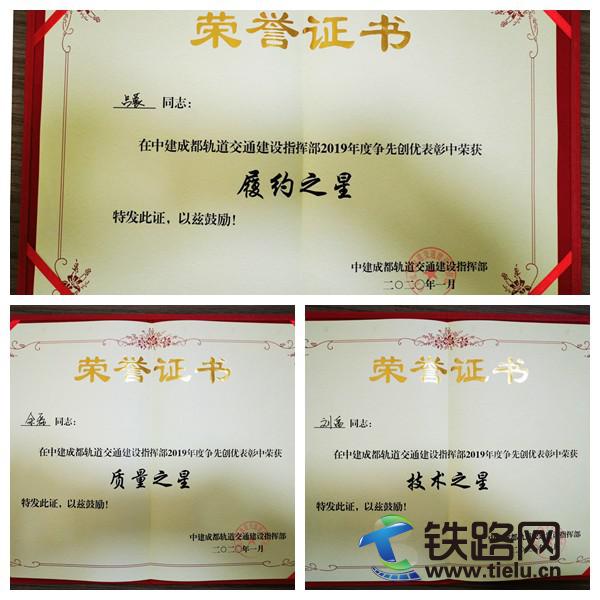 荣誉证书
同志：
在中建成都轨道交通建设指挥部2019年度争先创优表彰中荣获
履约之星
特发此证，以兹鼓励！
中建成都轨道交通建设指挥部
二〇二〇年一月
荣誉证书
余磊 同志：
在中建成都轨道交通建设指挥部2019年度争先创优表彰中荣获
质量之星
特发此证，以兹鼓励！
中建成都轨道交通建设指挥部
二〇二〇年一月
荣誉证书
同志：
在中建成都轨道交通建设指挥部2019年度争先创优表彰中荣获
技术之星
特发此证，以兹鼓励！
铁路网
www.tielu.cn